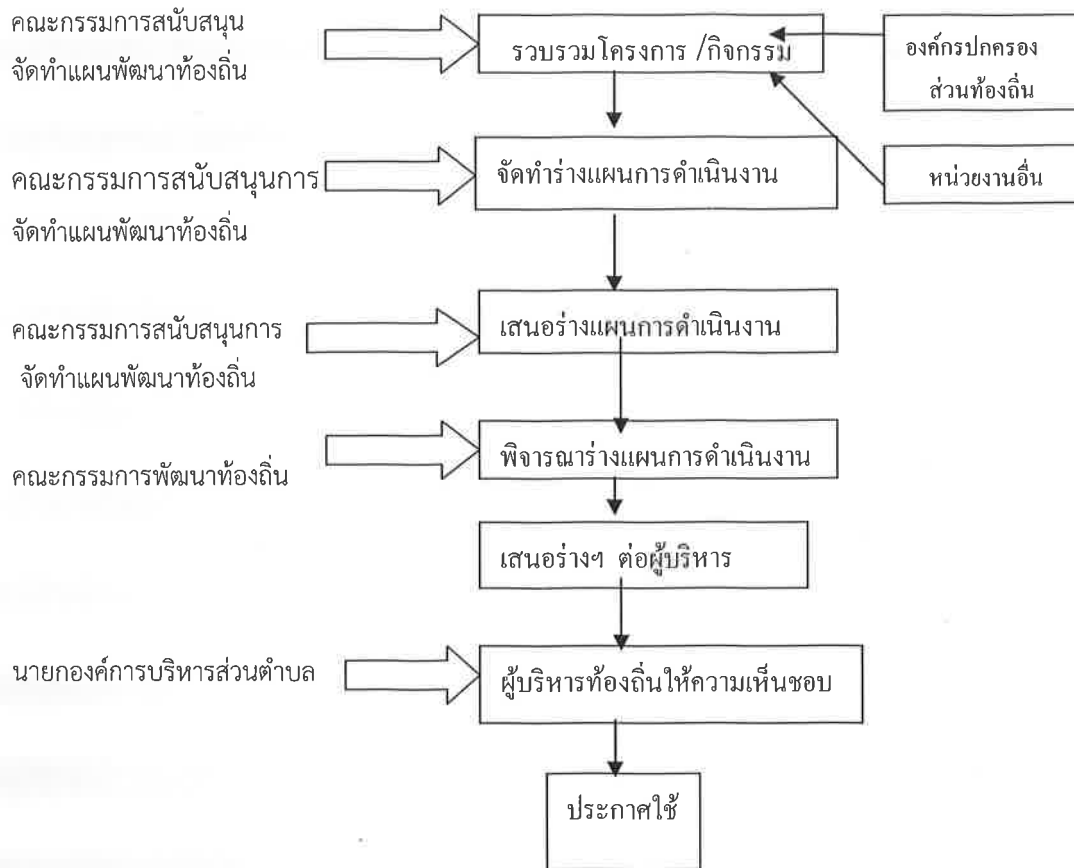 คณะกรรมการสนับสนุน
จัดทำแผนพัฒนาท้องถิ่น
รวบรวมโครงการ /กิจกรรม
องค์กรปกครอง
ส่วนท้องถิ่น
คณะกรรมการสนับสนุนการ
จัดทำแผนพัฒนาท้องถิ่น
จัดทำร่างแผนการดำเนินงาน
หน่วยงานอื่น
คณะกรรมการสนับสนุนการ
จัดทำแผนพัฒนาท้องถิ่น
เสนอร่างแผนการดำเนินงาน
คณะกรรมการพัฒนาท้องถิ่น
พิจารณาร่างแผนการดำเนินงาน
เสนอร่างฯ ต่อผู้บริหาร
นายกองค์การบริหารส่วนตำบล
ผู้บริหารท้องถิ่นให้ความเห็นชอบ
ประกาศใช้